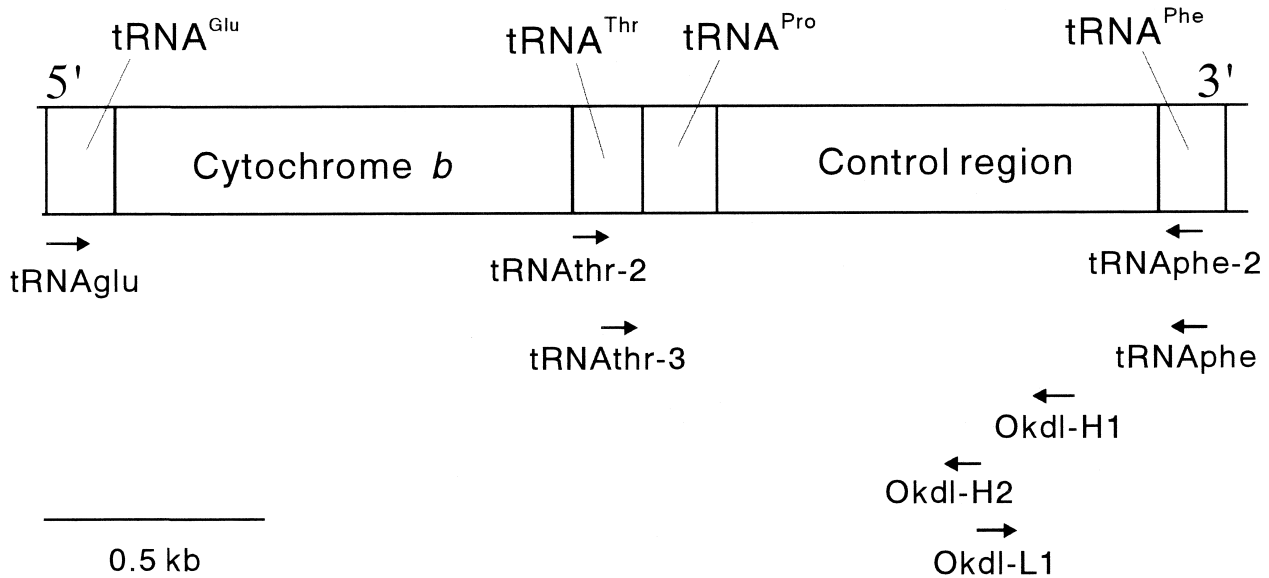 tRNA^Glu tRNA^Thr tRNA^Pro tRNA^Phe
5' 3'
Cytochrome b Control region
tRNAglu tRNAthr-2 tRNAphe-2
tRNAthr-3 tRNAphe
Okdl-H1
Okdl-H2
0.5 kb Okdl-L1